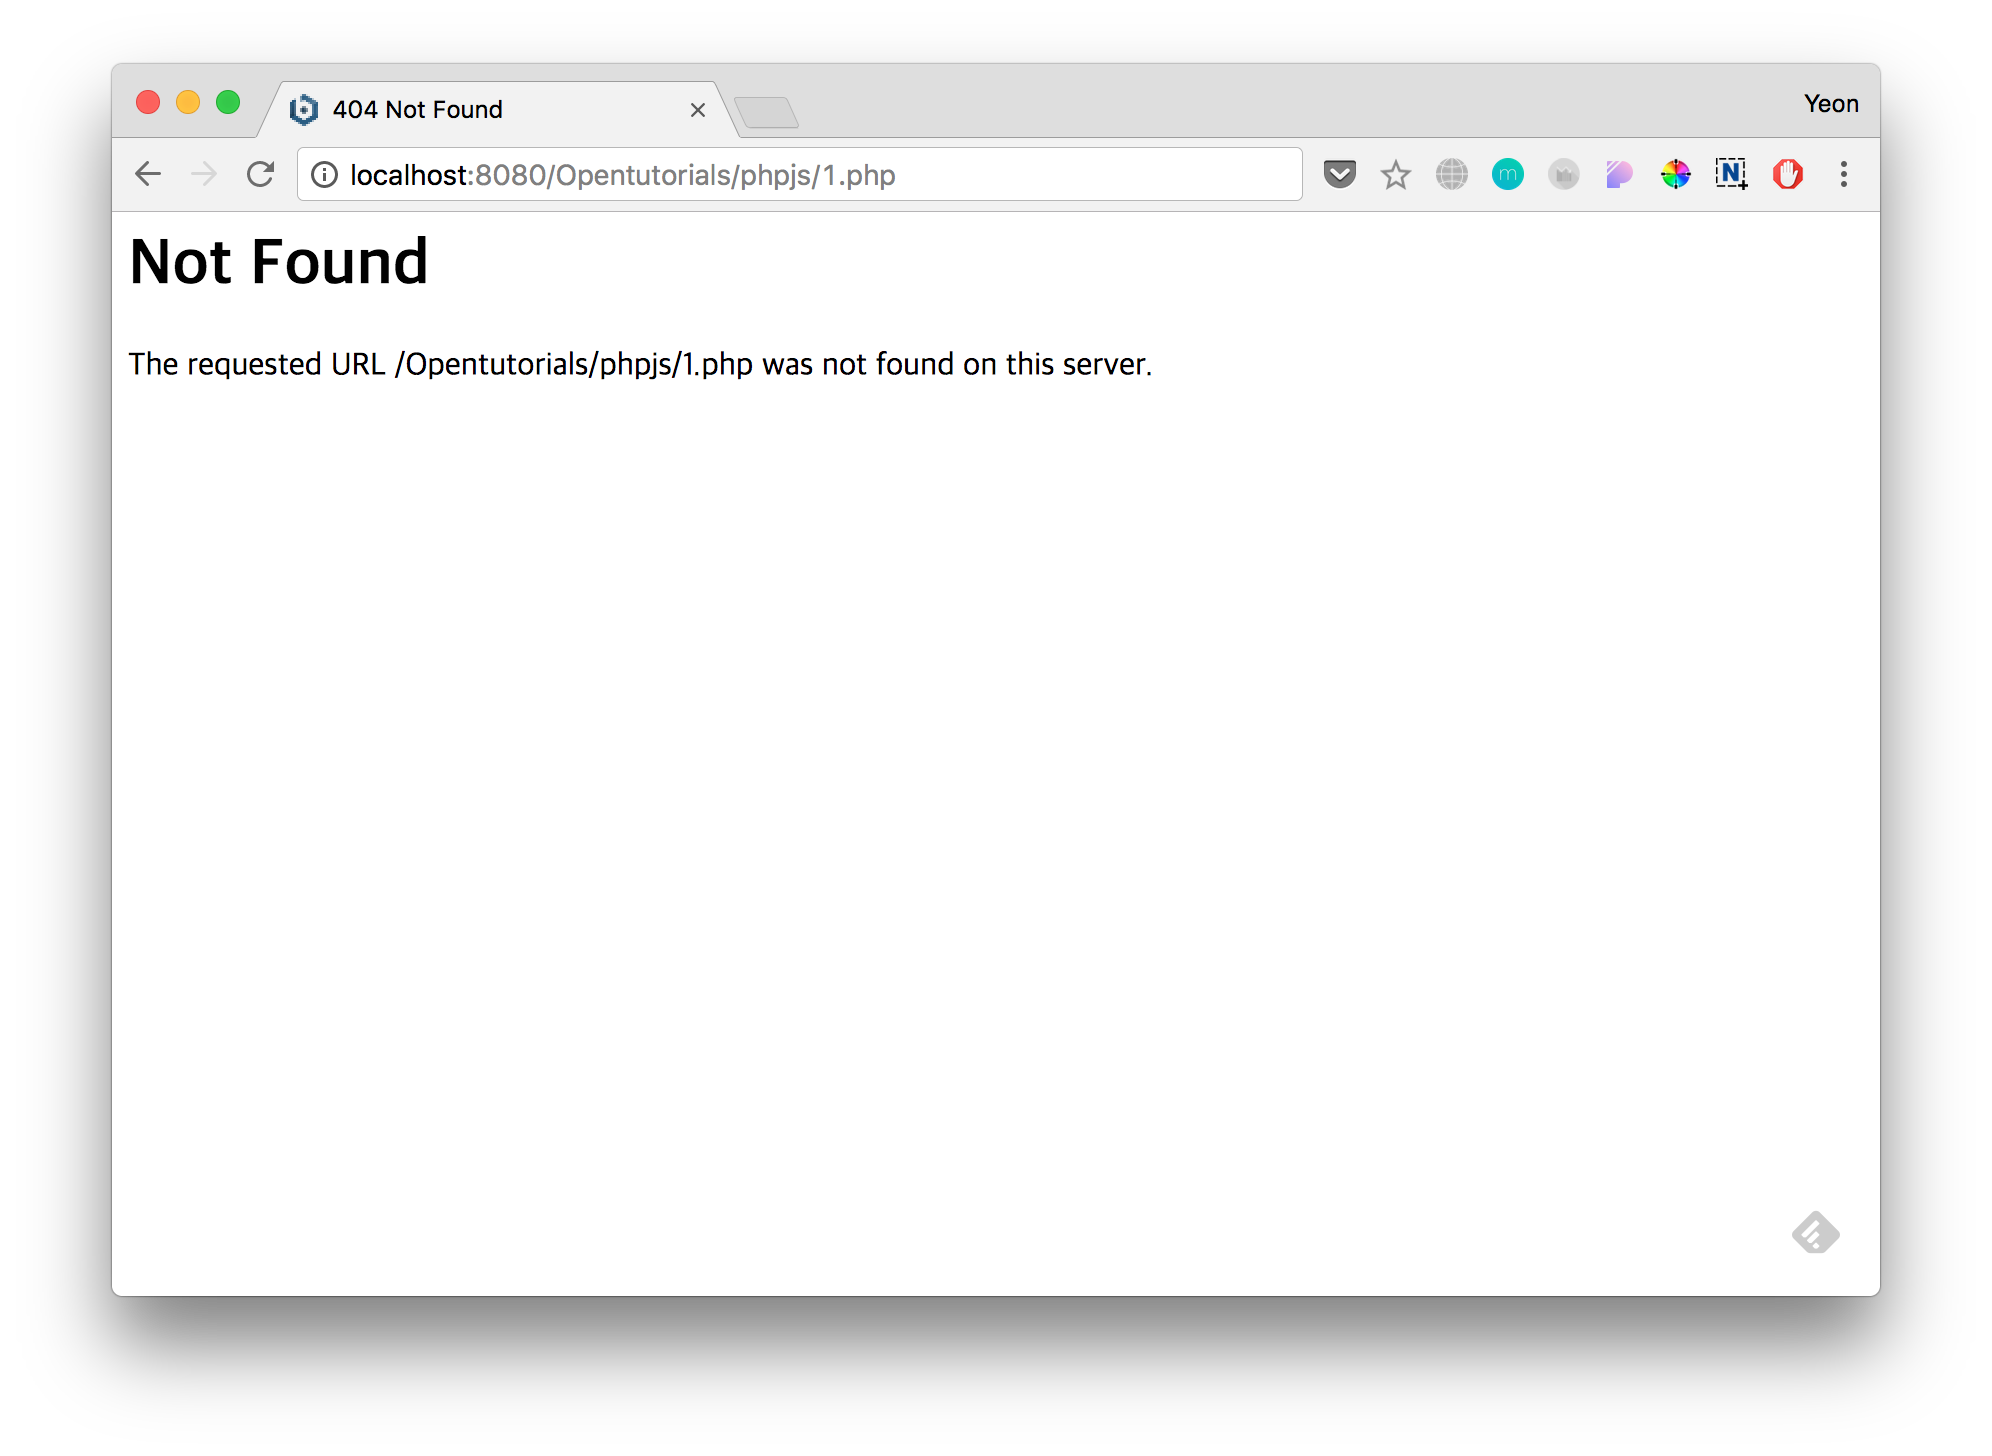 404 Not Found
Yeon
localhost:8080/Opentutorials/phpjs/1.php
m
N
Not Found
The requested URL /Opentutorials/phpjs/1.php was not found on this server.